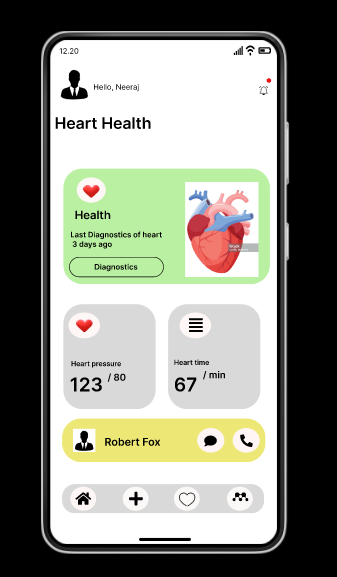 12.20
Hello, Neeraj
Heart Health
Health
Last Diagnostics of heart
3 days ago
Diagnostics
Heart pressure
123 / 80
Heart time
67 / min
Robert Fox